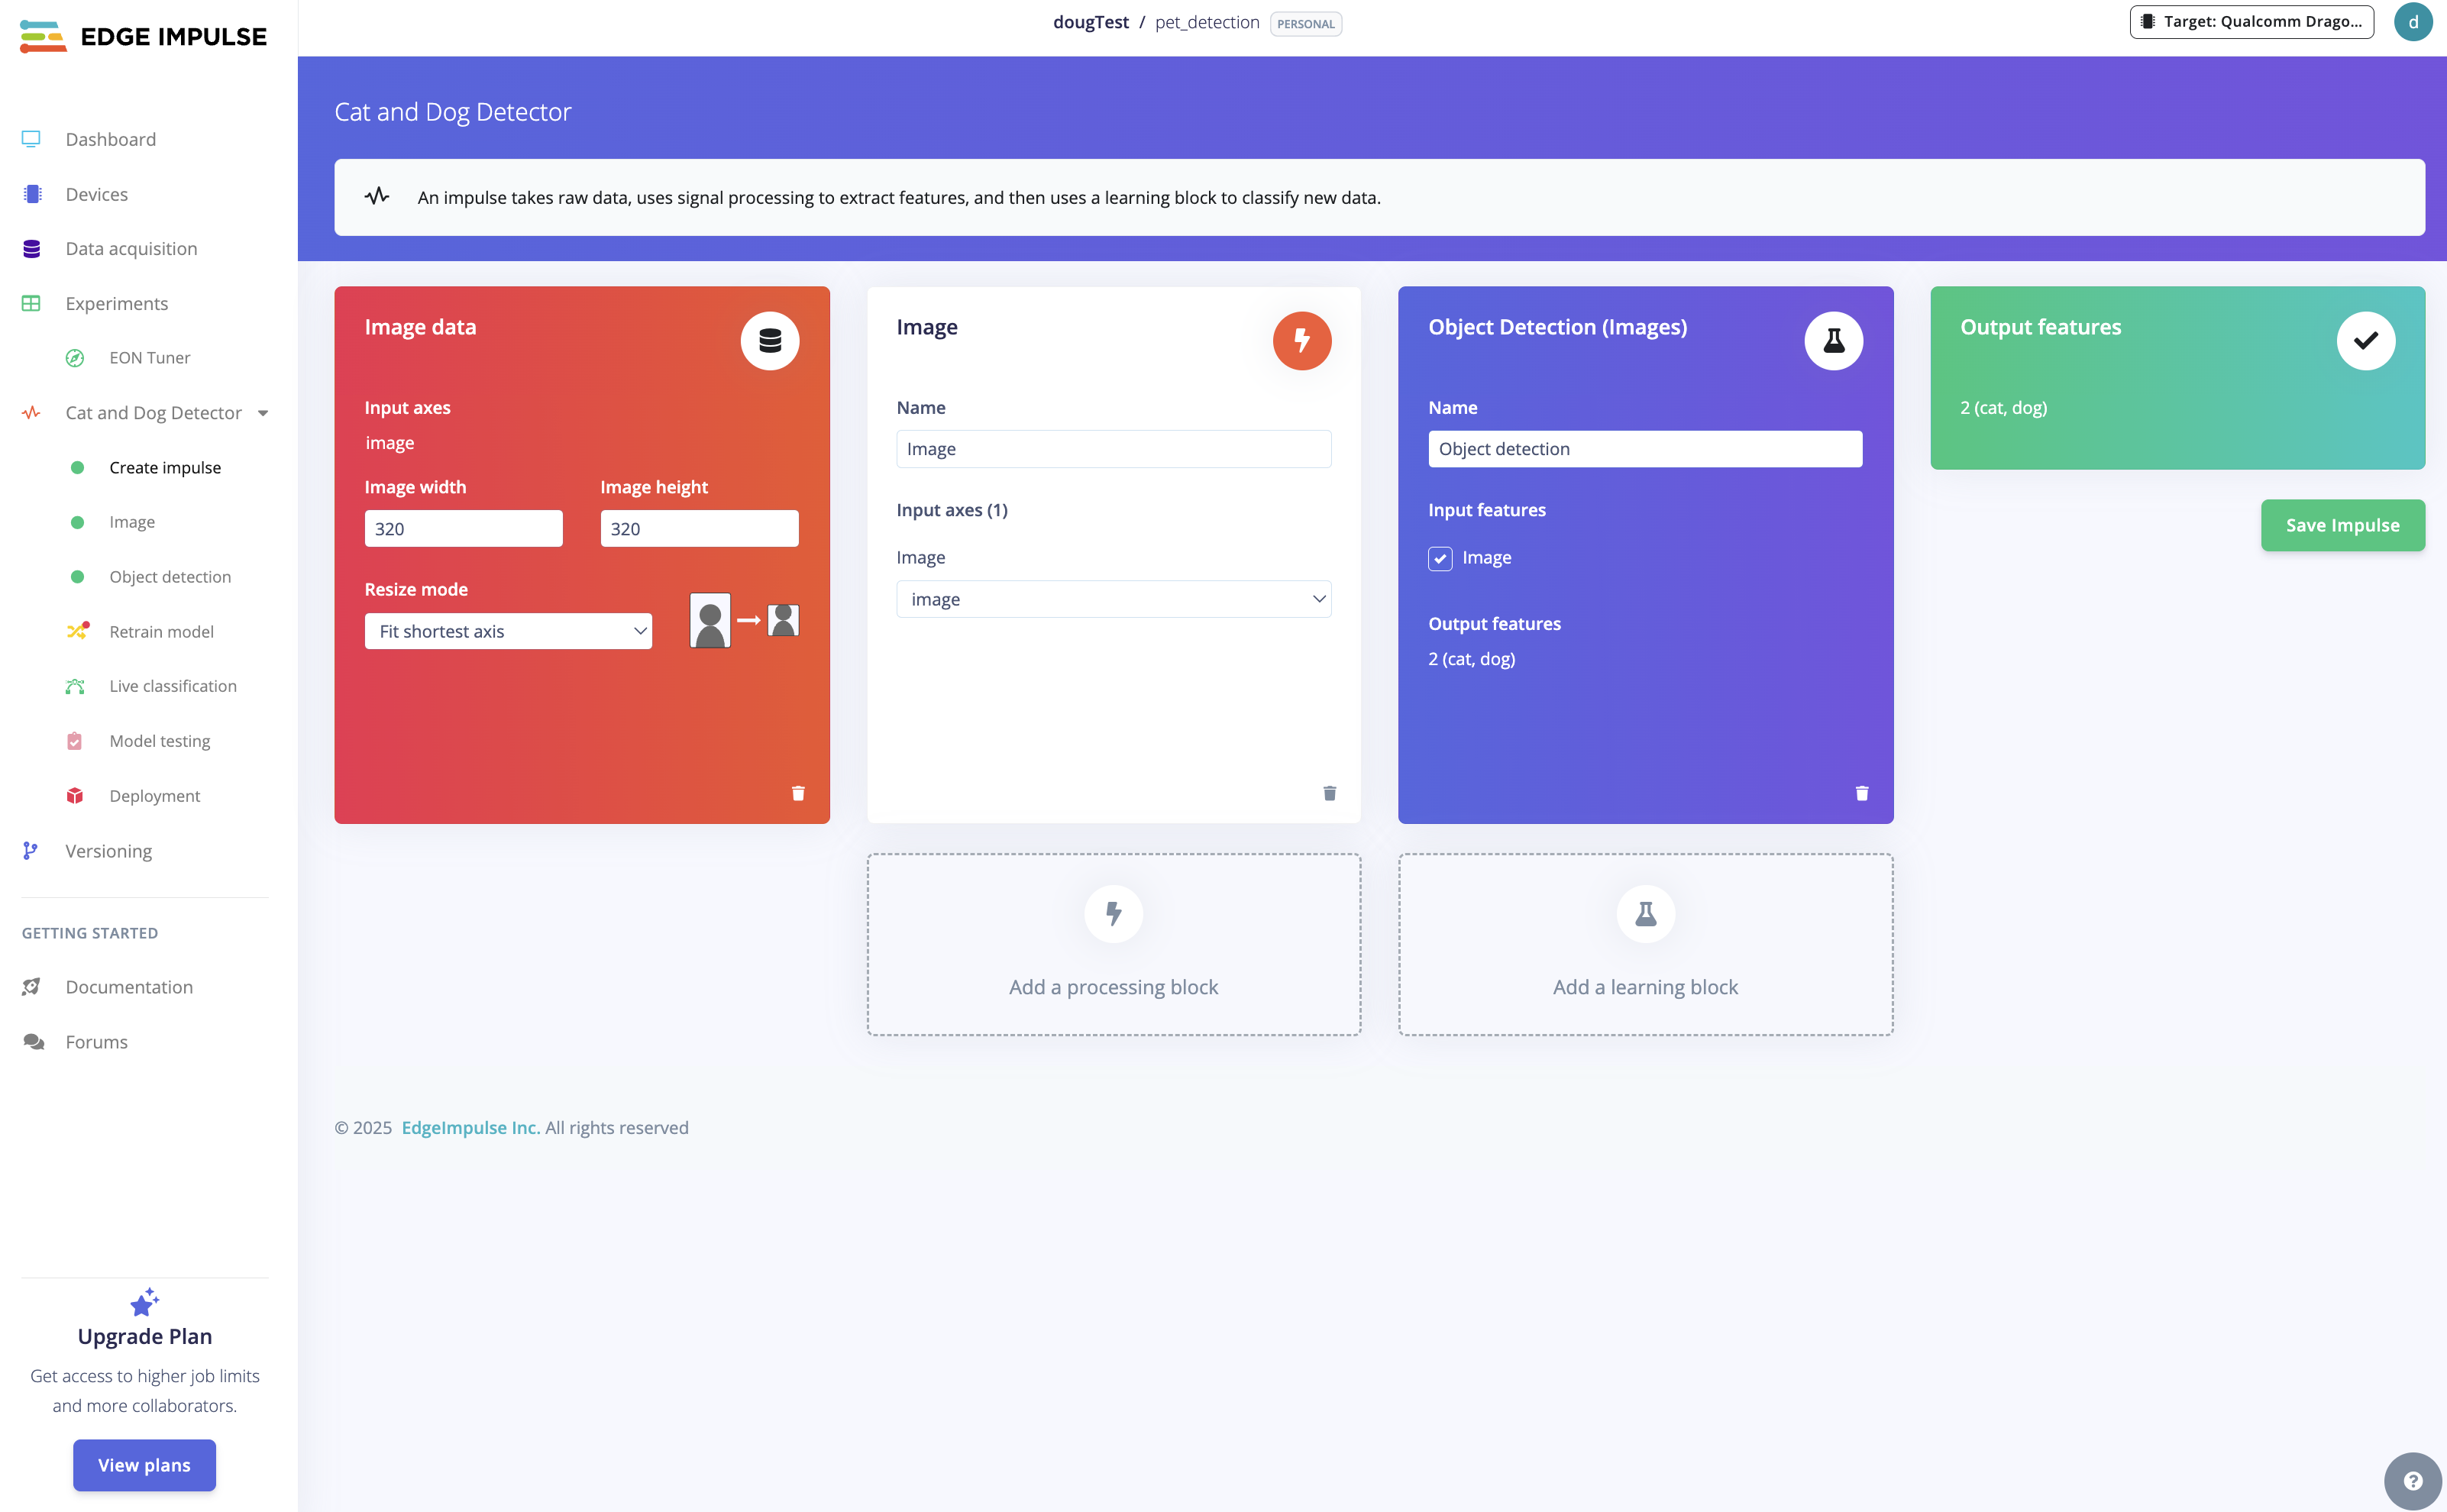 EDGE IMPULSE
dougTest / pet_detection PERSONAL
Target: Qualcomm Drago...
d
Dashboard
Devices
Data acquisition
Experiments
EON Tuner
Cat and Dog Detector
Create impulse
Image
Object detection
Retrain model
Live classification
Model testing
Deployment
Versioning
GETTING STARTED
Documentation
Forums
Upgrade Plan
Get access to higher job limits
and more collaborators.
View plans
Cat and Dog Detector
An impulse takes raw data, uses signal processing to extract features, and then uses a learning block to classify new data.
Image data
Input axes
image
Image width
Image height
320
320
Resize mode
Fit shortest axis
Image
Name
Image
Input axes (1)
Image
image
Object Detection (Images)
Name
Object detection
Input features
Image
Output features
2 (cat, dog)
Output features
2 (cat, dog)
Save Impulse
Add a processing block
Add a learning block
© 2025 EdgeImpulse Inc. All rights reserved
?